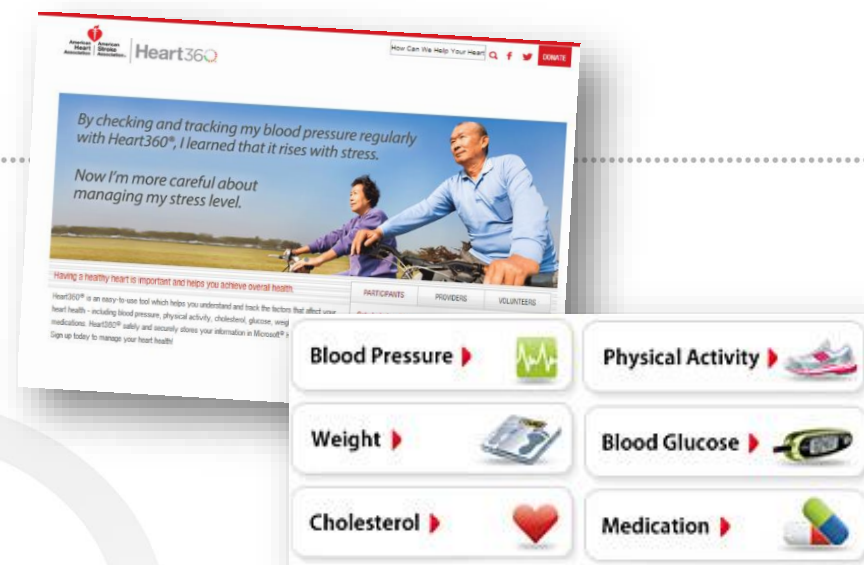 American
Heart
Association
American
Stroke
Association
Heart360
How Can We Help Your Heart
DONATE
By checking and tracking my blood pressure regularly
with Heart360®, I learned that it rises with stress.
Now I'm more careful about
managing my stress level.
Having a healthy heart is important and helps you achieve overall health
PARTICIPANTS
PROVIDERS
VOLUNTEERS
Heart360® is an easy-to-use tool which helps you understand and track the factors that affect your
heart health - including blood pressure, physical activity, cholesterol, glucose,
medications. Heart360® safely and securely stores your information in Microsoft®
Sign up today to manage your heart health!
Blood Pressure
Physical Activity
Weight
Blood Glucose
Cholesterol
Medication